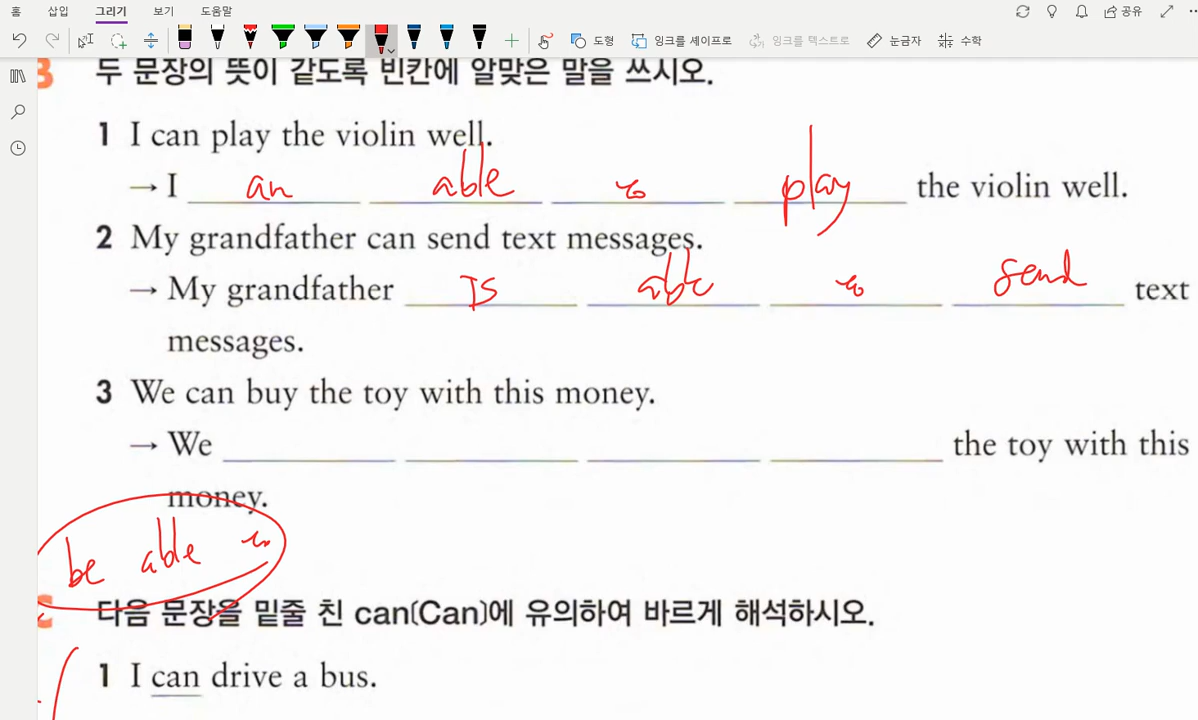 홈 삽입 그리기 보기 도움말
공유
도형 잉크를 셰이프로 잉크를 텍스트로 눈금자 수학
B 두 문장의 뜻이 같도록 빈칸에 알맞은 말을 쓰시오.
1 I can play the violin well.
→ I am able to play the violin well.
2 My grandfather can send text messages.
→ My grandfather is able to send text
messages.
3 We can buy the toy with this money.
→ We the toy with this
money.
be able to
C 다음 문장을 밑줄 친 can(Can)에 유의하여 바르게 해석하시오.
1 I can drive a bus.